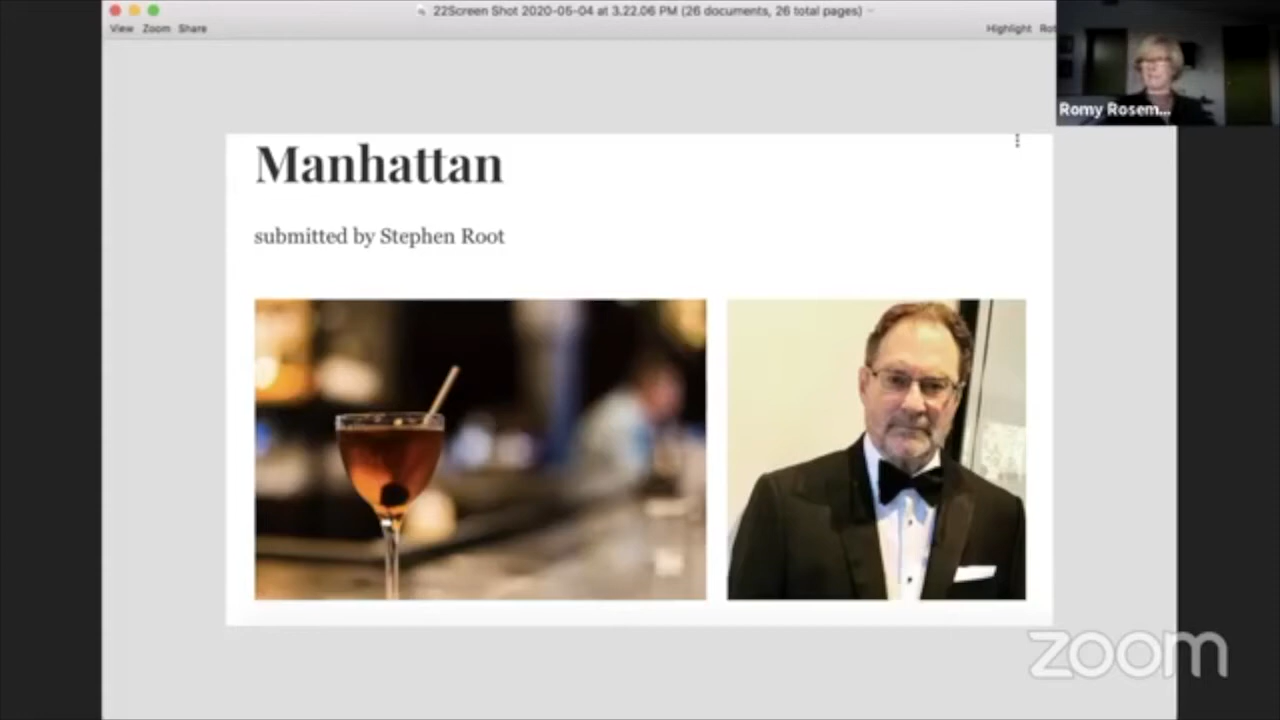 22Screen Shot 2020-05-04 at 3.22.06 PM (26 documents, 26 total pages)
View Zoom Share
Highlight Rot
Romy Rosem...
Manhattan
submitted by Stephen Root
zoom